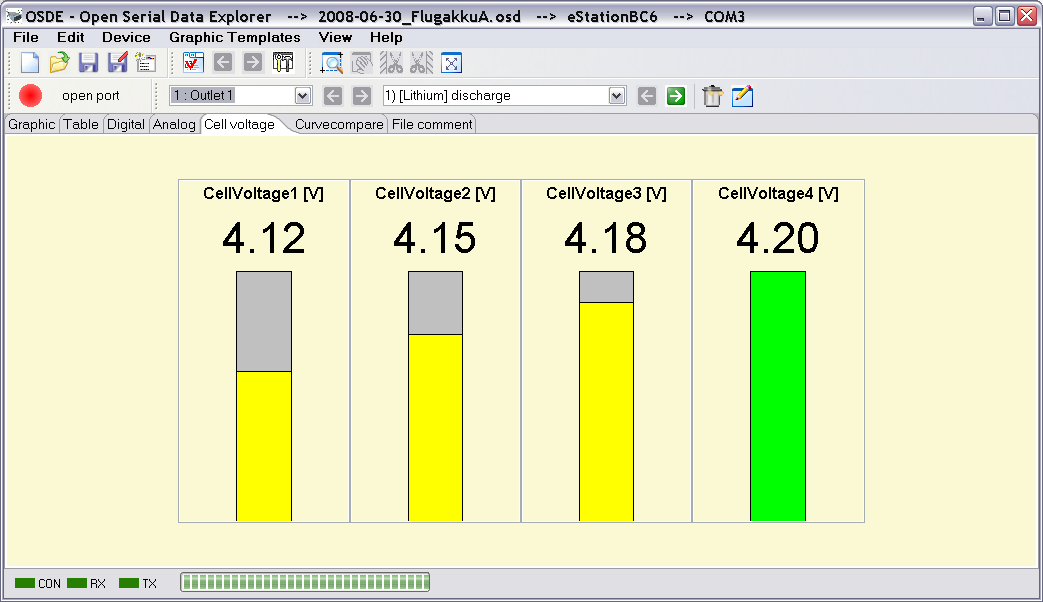 OSDE - Open Serial Data Explorer --> 2008-06-30_FlugakkuA.osd --> eStationBC6 --> COM3
File Edit Device Graphic Templates View Help
open port 1 : Outlet1 1) [Lithium] discharge
Graphic Table Digital Analog Cell voltage Curvecompare File comment
CellVoltage1 [V] CellVoltage2 [V] CellVoltage3 [V] CellVoltage4 [V]
4.12 4.15 4.18 4.20
CON RX TX